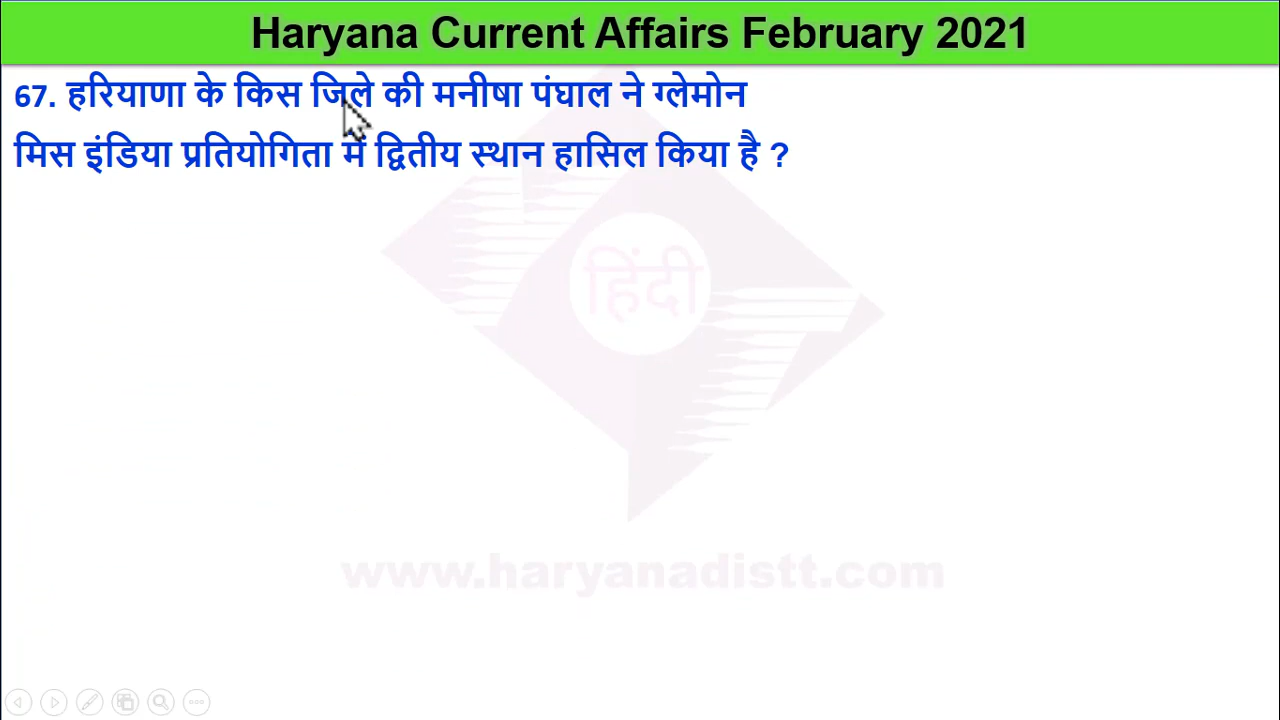 Haryana Current Affairs February 2021
67. हरियाणा के किस जिले की मनीषा पंघाल ने ग्लेमोन
मिस इंडिया प्रतियोगिता में द्वितीय स्थान हासिल किया है ?
हिंदी
www.haryanadistt.com